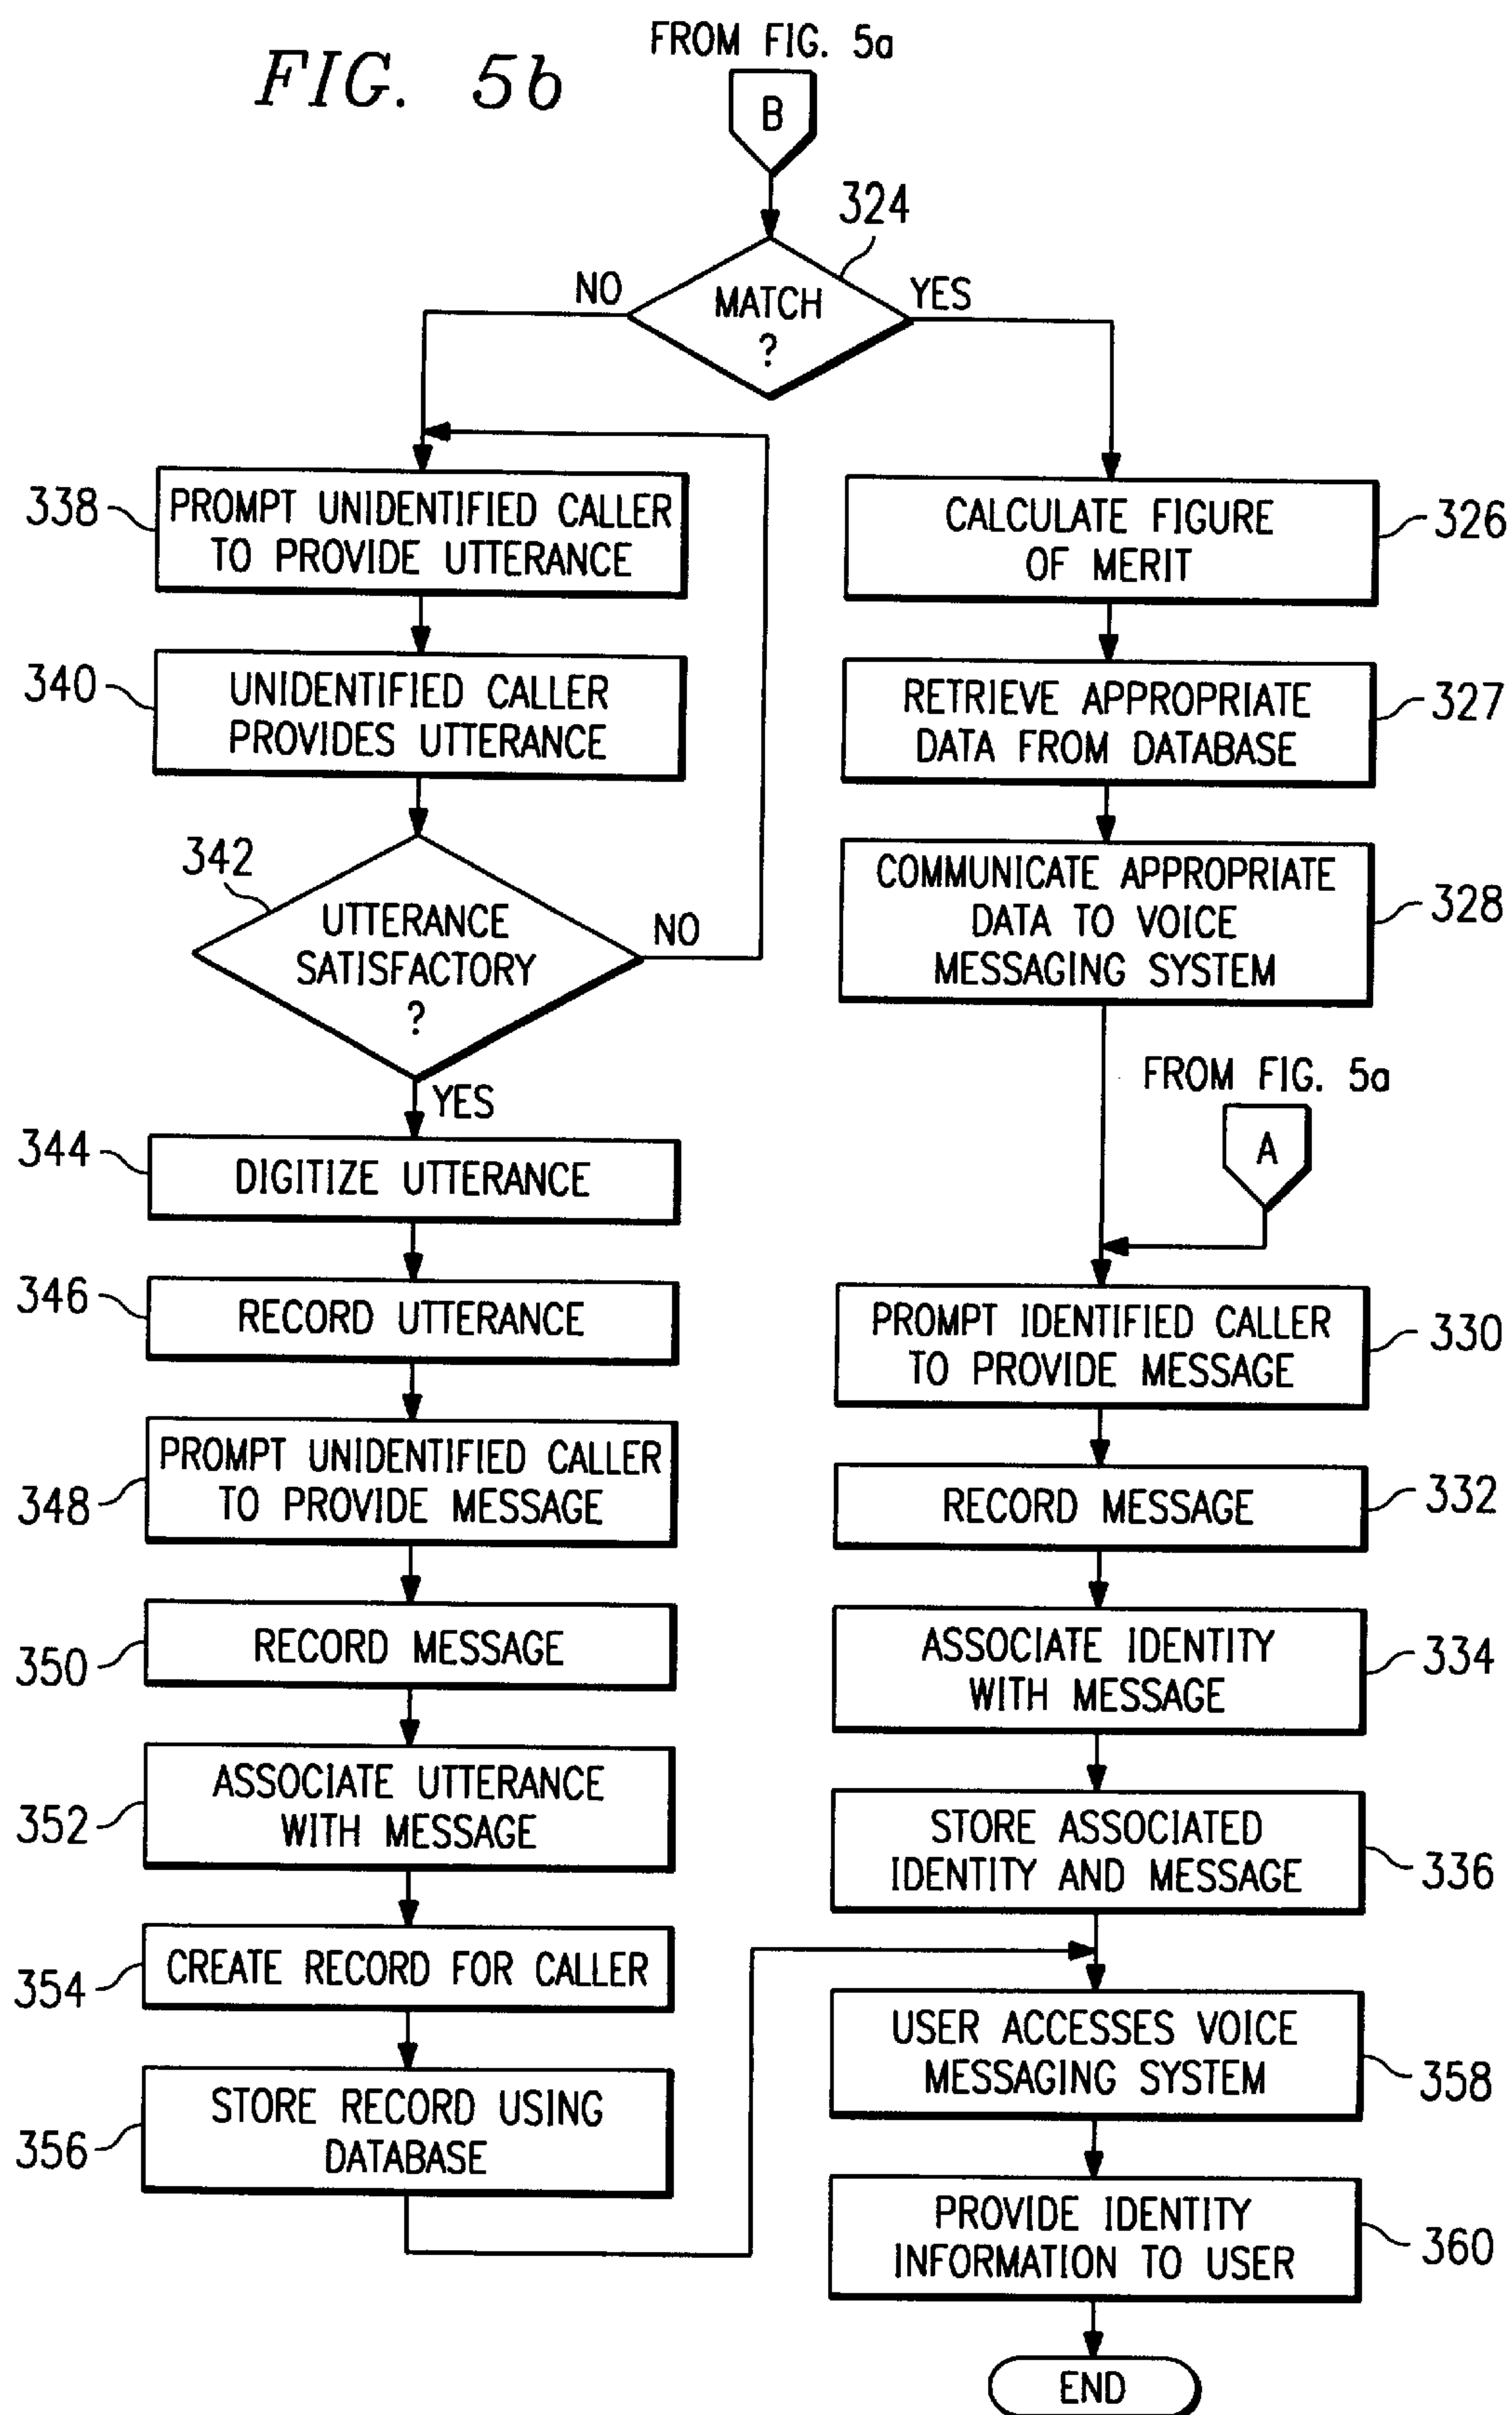 FIG. 5b
FROM FIG. 5a
B
324
MATCH
?
NO
YES
338
PROMPT UNIDENTIFIED CALLER
TO PROVIDE UTTERANCE
340
UNIDENTIFIED CALLER
PROVIDES UTTERANCE
342
UTTERANCE
SATISFACTORY
?
NO
YES
344
DIGITIZE UTTERANCE
346
RECORD UTTERANCE
348
PROMPT UNIDENTIFIED CALLER
TO PROVIDE MESSAGE
350
RECORD MESSAGE
352
ASSOCIATE UTTERANCE
WITH MESSAGE
354
CREATE RECORD FOR CALLER
356
STORE RECORD USING
DATABASE
CALCULATE FIGURE
OF MERIT
326
RETRIEVE APPROPRIATE
DATA FROM DATABASE
327
COMMUNICATE APPROPRIATE
DATA TO VOICE
MESSAGING SYSTEM
328
FROM FIG. 5a
A
PROMPT IDENTIFIED CALLER
TO PROVIDE MESSAGE
330
RECORD MESSAGE
332
ASSOCIATE IDENTITY
WITH MESSAGE
334
STORE ASSOCIATED
IDENTITY AND MESSAGE
336
USER ACCESSES VOICE
MESSAGING SYSTEM
358
PROVIDE IDENTITY
INFORMATION TO USER
360
END